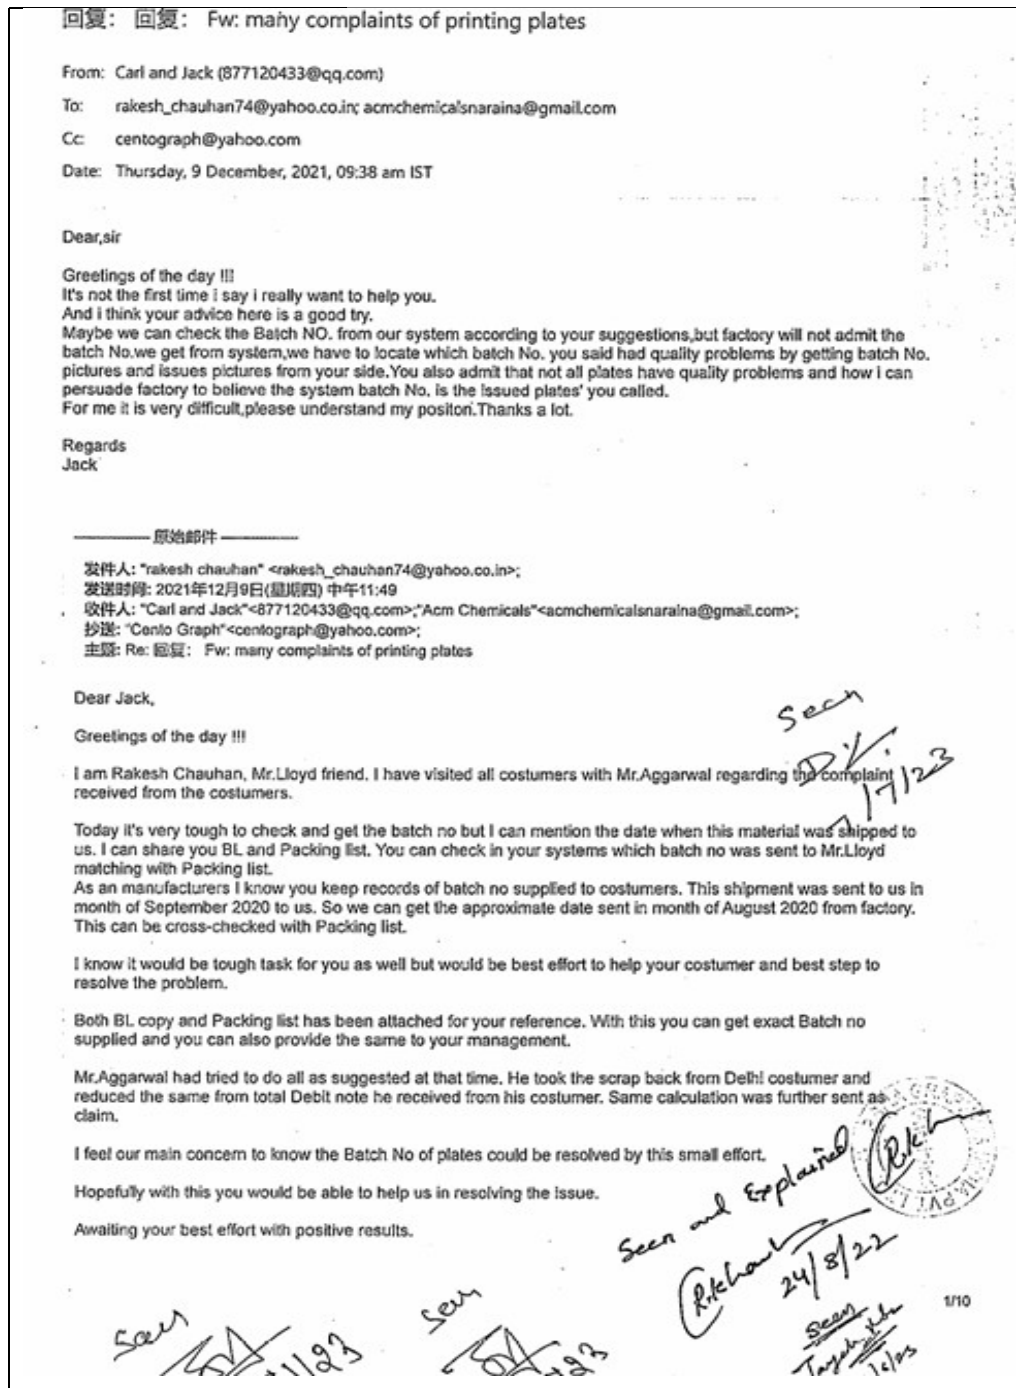 回复： 回复： Fw: many complaints of printing plates
From: Carl and Jack (877120433@qq.com)
To: rakesh_chauhan74@yahoo.co.in; acmchemicalsnaraina@gmail.com
Cc: centograph@yahoo.com
Date: Thursday, 9 December, 2021, 09:38 am IST
Dear,sir
Greetings of the day !!!
It's not the first time i say i really want to help you.
And i think your advice here is a good try.
Maybe we can check the Batch NO. from our system according to your suggestions,but factory will not admit the
batch No.we get from system,we have to locate which batch No. you said had quality problems by getting batch No.
pictures and issues pictures from your side.You also admit that not all plates have quality problems and how i can
persuade factory to believe the system batch No. is the issued plates' you called.
For me it is very difficult,please understand my positon.Thanks a lot.
Regards
Jack
原始邮件
发件人: "rakesh chauhan" <rakesh_chauhan74@yahoo.co.in>;
发送时间: 2021年12月9日(星期四) 中午11:49
收件人: "Carl and Jack"<877120433@qq.com>;"Acm Chemicals"<acmchemicalsnaraina@gmail.com>;
抄送: "Cento Graph"<centograph@yahoo.com>;
主题: Re: 回复： Fw: many complaints of printing plates
Dear Jack,
Greetings of the day !!!
Seen
I am Rakesh Chauhan, Mr.Lloyd friend. I have visited all costumers with Mr.Aggarwal regarding the complaint
received from the costumers.
/7/23
Today it's very tough to check and get the batch no but I can mention the date when this material was shipped to
us. I can share you BL and Packing list. You can check in your systems which batch no was sent to Mr.Lloyd
matching with Packing list.
As an manufacturers I know you keep records of batch no supplied to costumers. This shipment was sent to us in
month of September 2020 to us. So we can get the approximate date sent in month of August 2020 from factory.
This can be cross-checked with Packing list.
I know it would be tough task for you as well but would be best effort to help your costumer and best step to
resolve the problem.
Both BL copy and Packing list has been attached for your reference. With this you can get exact Batch no
supplied and you can also provide the same to your management.
Mr.Aggarwal had tried to do all as suggested at that time. He took the scrap back from Delhi costumer and
reduced the same from total Debit note he received from his costumer. Same calculation was further sent as
claim.
I feel our main concern to know the Batch No of plates could be resolved by this small effort.
Hopefully with this you would be able to help us in resolving the issue.
Awaiting your best effort with positive results.
Seen and Explained
24/8/22
1/10
Seen
Seen
Seen